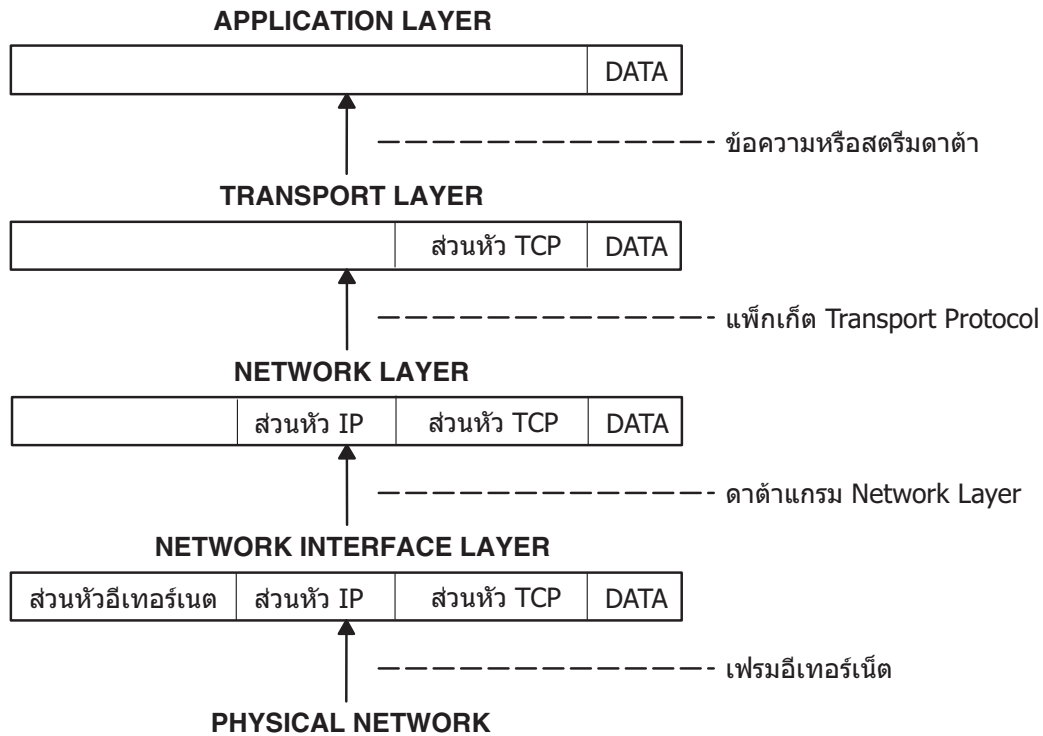 APPLICATION LAYER
DATA
ข้อความหรือสตรีมดาต้า
TRANSPORT LAYER
ส่วนหัว TCP DATA
แพ็กเก็ต Transport Protocol
NETWORK LAYER
ส่วนหัว IP ส่วนหัว TCP DATA
ดาต้าแกรม Network Layer
NETWORK INTERFACE LAYER
ส่วนหัวอีเทอร์เนต ส่วนหัว IP ส่วนหัว TCP DATA
เฟรมอีเทอร์เน็ต
PHYSICAL NETWORK